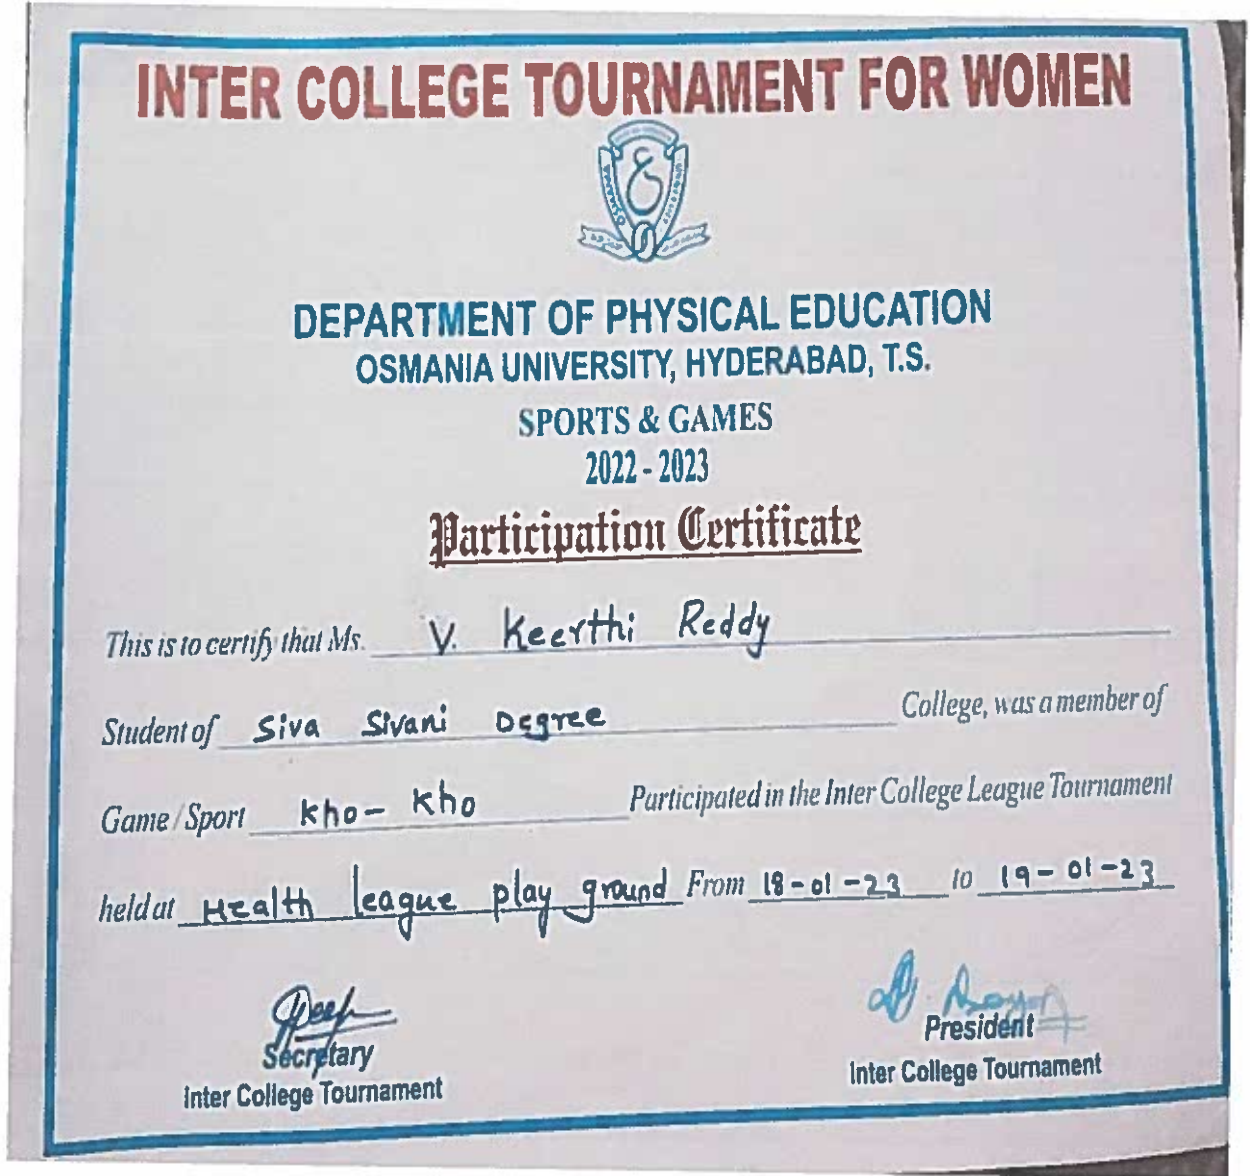 INTER COLLEGE TOURNAMENT FOR WOMEN
DEPARTMENT OF PHYSICAL EDUCATION
OSMANIA UNIVERSITY, HYDERABAD, T.S.
SPORTS & GAMES
2022 - 2023
Participation Certificate
This is to certify that Ms. V. Keerthi Reddy
Student of Siva Sivani Degree College, was a member of
Game / Sport Kho - Kho Participated in the Inter College League Tournament
held at Health league play ground From 18-01-23 to 19-01-23
Secretary President
Inter College Tournament Inter College Tournament